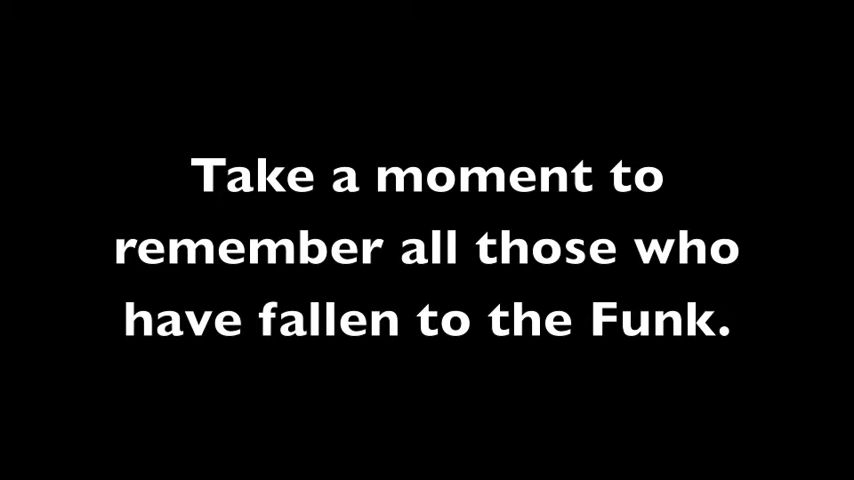 Take a moment to
remember all those who
have fallen to the Funk.